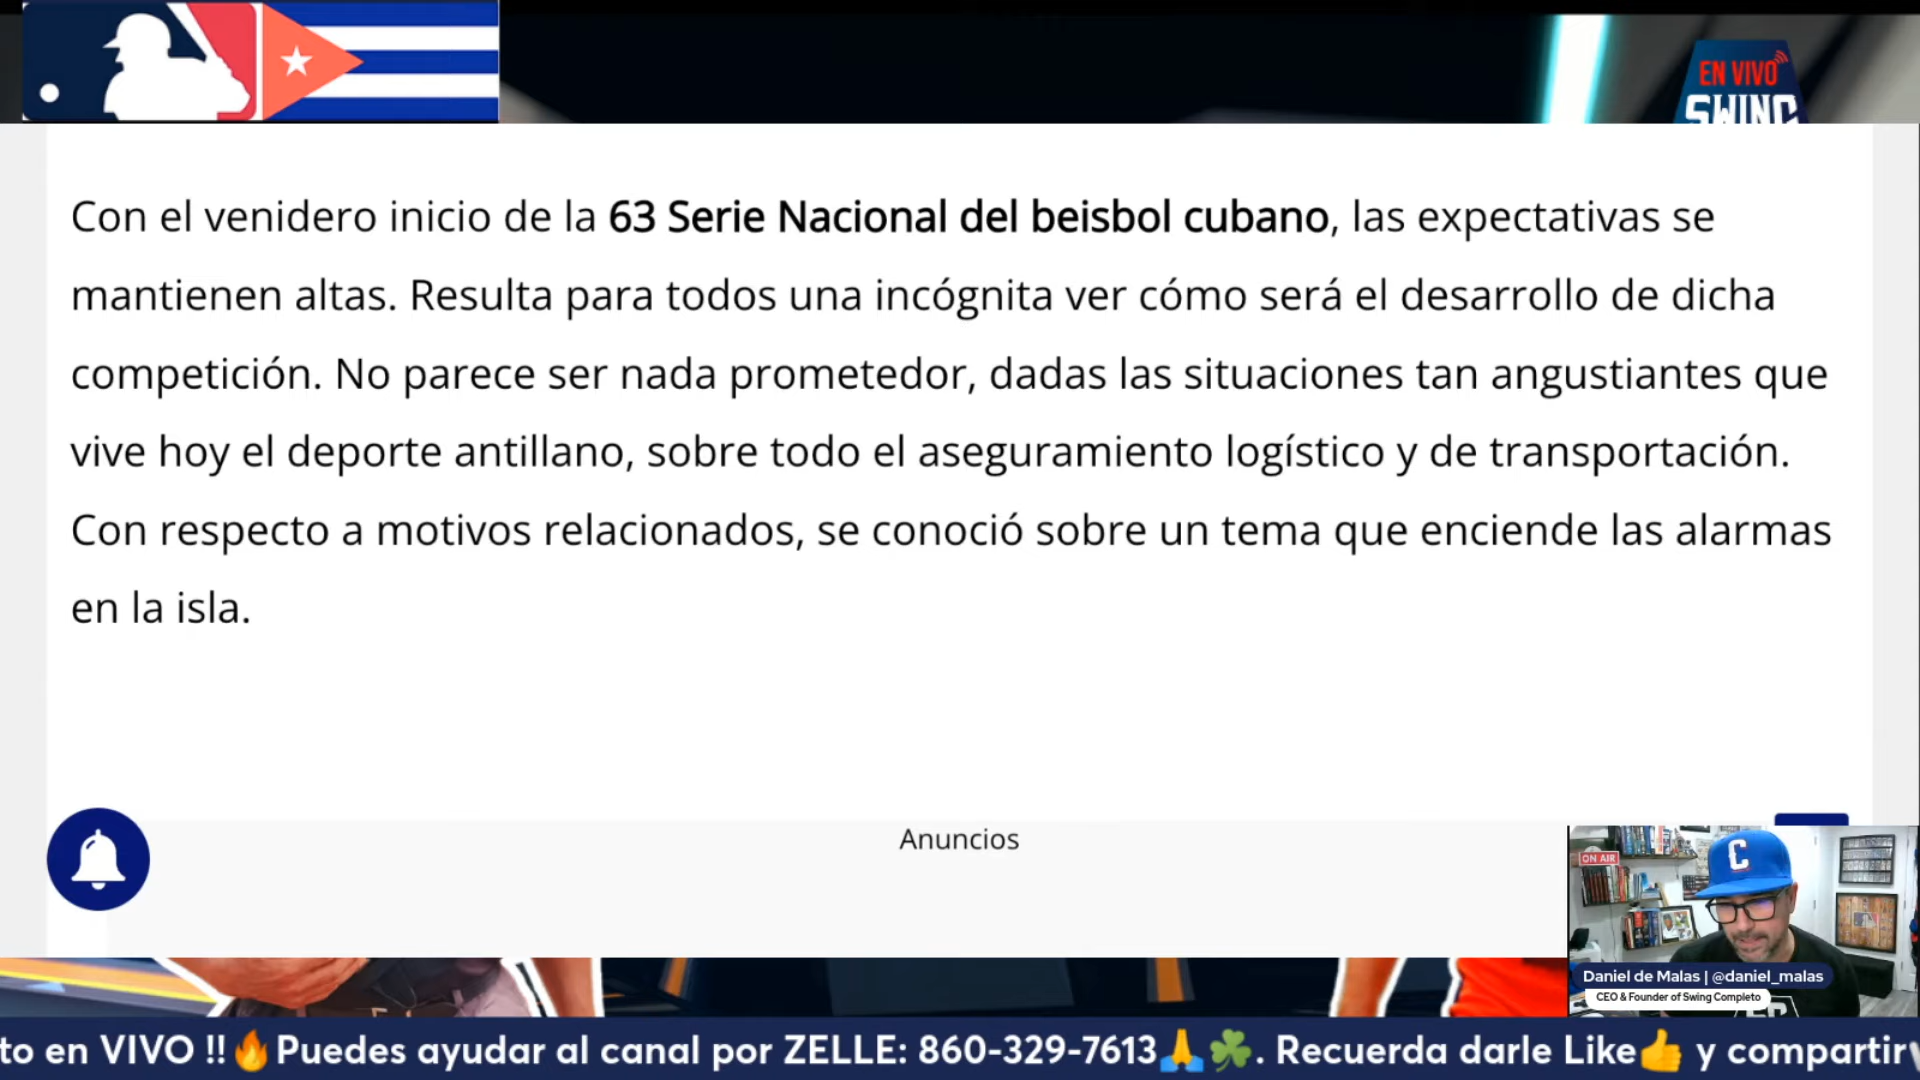 EN VIVO
SWING
Con el venidero inicio de la 63 Serie Nacional del beisbol cubano, las expectativas se
mantienen altas. Resulta para todos una incógnita ver cómo será el desarrollo de dicha
competición. No parece ser nada prometedor, dadas las situaciones tan angustiantes que
vive hoy el deporte antillano, sobre todo el aseguramiento logístico y de transportación.
Con respecto a motivos relacionados, se conoció sobre un tema que enciende las alarmas
en la isla.
Anuncios
ON AIR
C
Daniel de Malas | @daniel_malas
CEO & Founder of Swing Completo
to en VIVO !!🔥Puedes ayudar al canal por ZELLE: 860-329-7613🙏☘️. Recuerda darle Like👍 y compartir